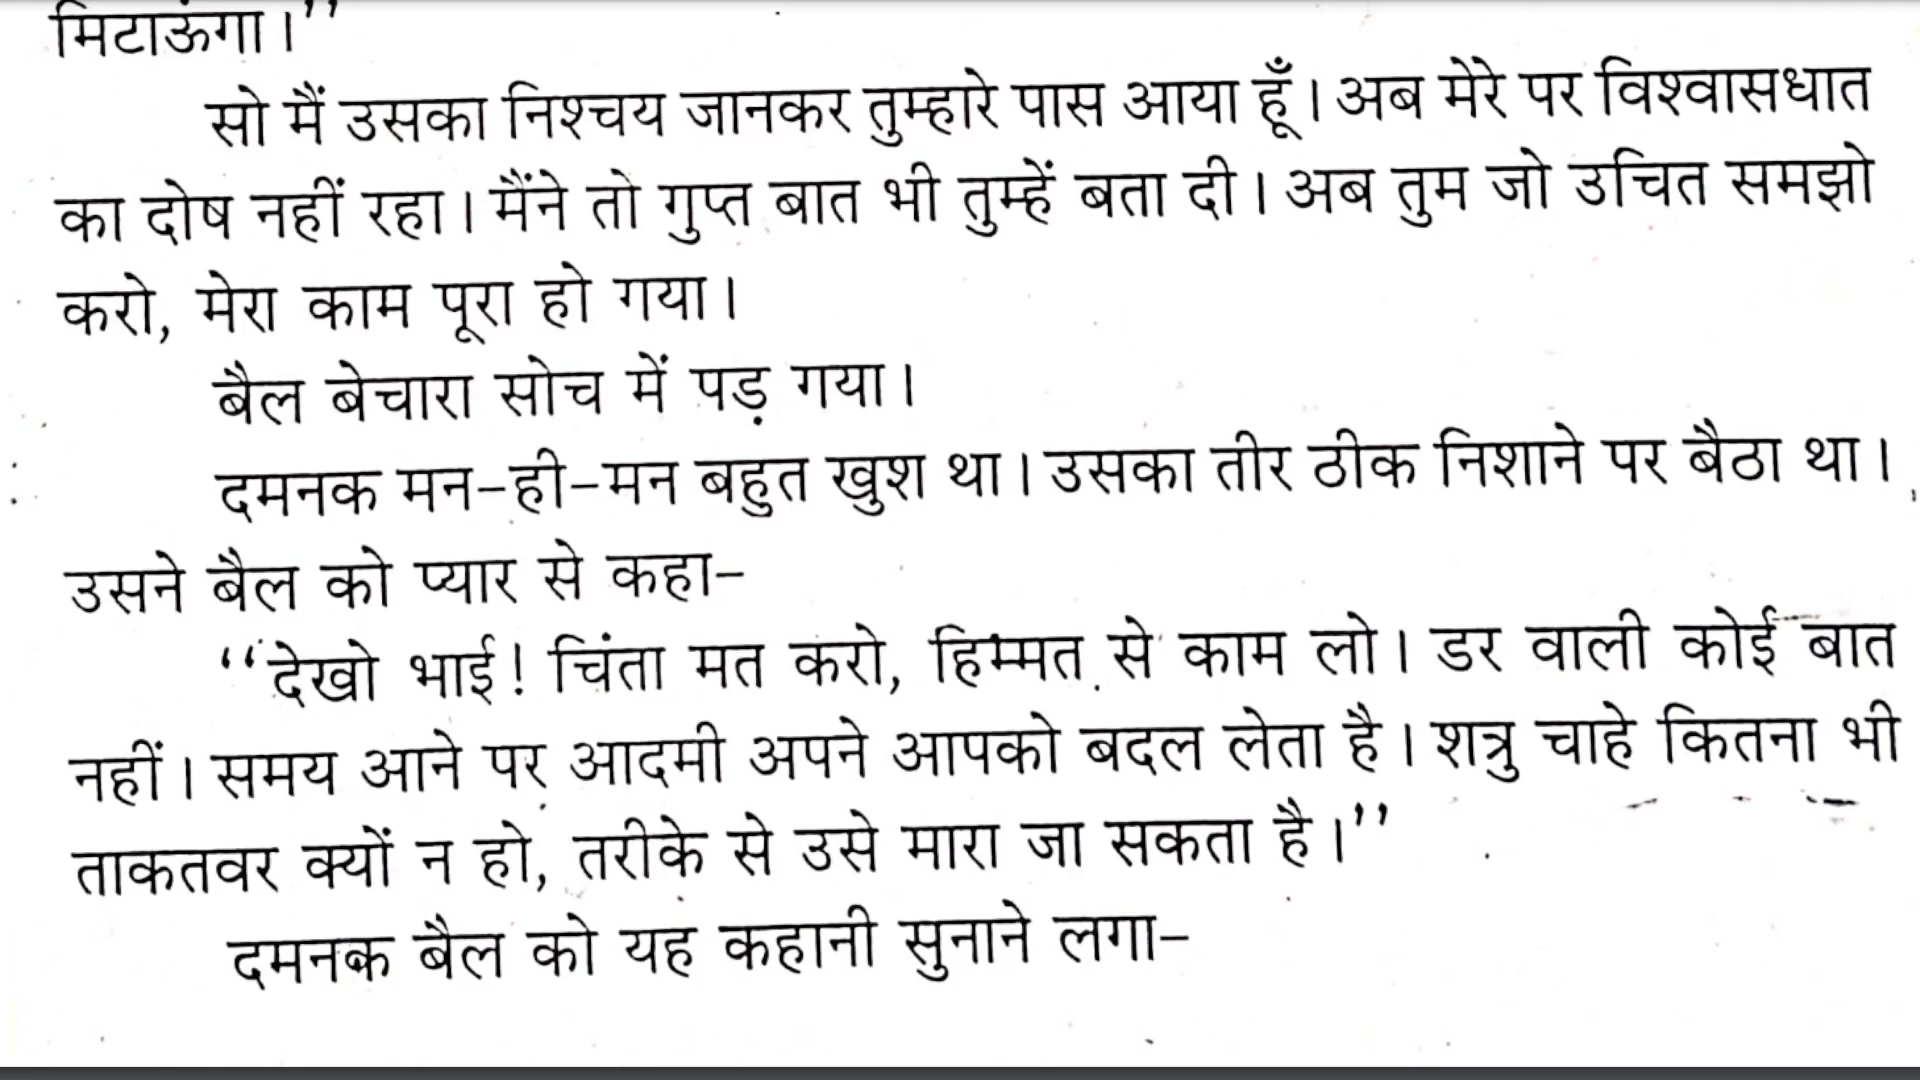 मिटाऊंगा।’’
सो मैं उसका निश्चय जानकर तुम्हारे पास आया हूँ। अब मेरे पर विश्वासधात
का दोष नहीं रहा। मैंने तो गुप्त बात भी तुम्हें बता दी। अब तुम जो उचित समझो
करो, मेरा काम पूरा हो गया।
बैल बेचारा सोच में पड़ गया।
दमनक मन-ही-मन बहुत खुश था। उसका तीर ठीक निशाने पर बैठा था।
उसने बैल को प्यार से कहा-
‘‘देखो भाई! चिंता मत करो, हिम्मत से काम लो। डर वाली कोई बात
नहीं। समय आने पर आदमी अपने आपको बदल लेता है। शत्रु चाहे कितना भी
ताकतवर क्यों न हो, तरीके से उसे मारा जा सकता है।’’
दमनक बैल को यह कहानी सुनाने लगा-